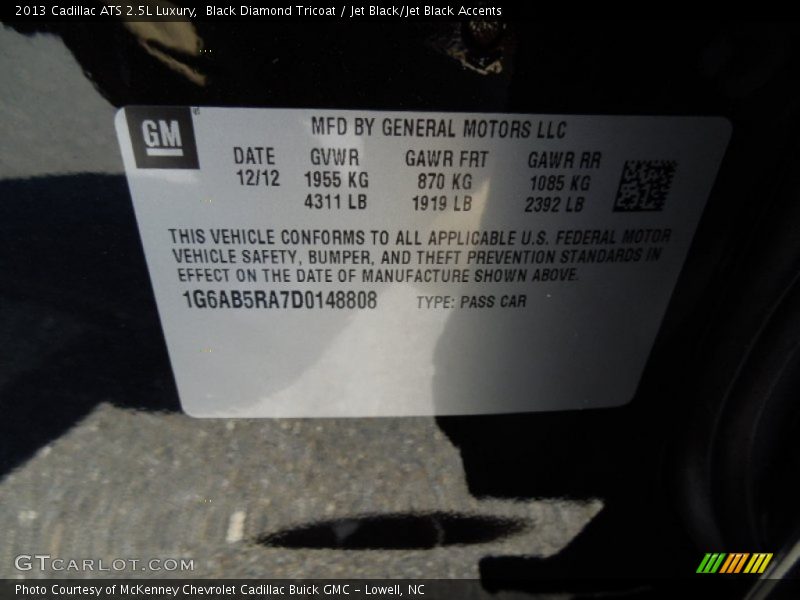 2013 Cadillac ATS 2.5L Luxury,  Black Diamond Tricoat / Jet Black/Jet Black Accents
GM
MFD BY GENERAL MOTORS LLC
DATE GVWR GAWR FRT GAWR RR
12/12 1955 KG 870 KG 1085 KG
4311 LB 1919 LB 2392 LB
THIS VEHICLE CONFORMS TO ALL APPLICABLE U.S. FEDERAL MOTOR
VEHICLE SAFETY, BUMPER, AND THEFT PREVENTION STANDARDS IN
EFFECT ON THE DATE OF MANUFACTURE SHOWN ABOVE.
1G6AB5RA7D0148808 TYPE: PASS CAR
GTCARLOT.COM
Photo Courtesy of McKenney Chevrolet Cadillac Buick GMC - Lowell, NC